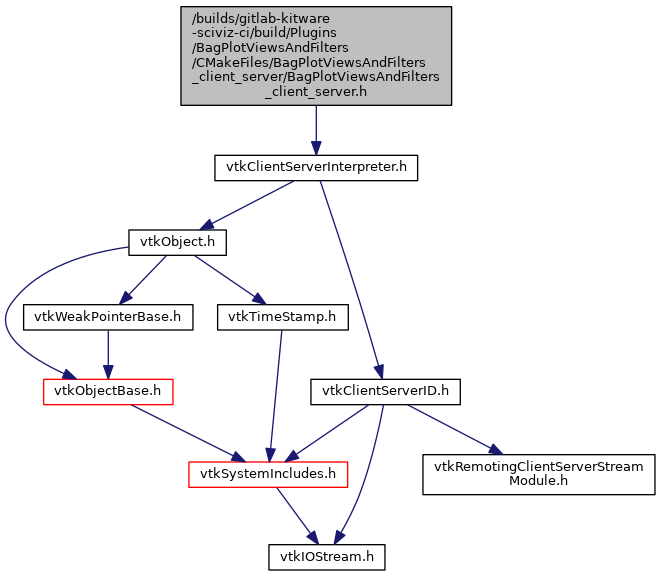 /builds/gitlab-kitware
-sciviz-ci/build/Plugins
/BagPlotViewsAndFilters
/CMakeFiles/BagPlotViewsAndFilters
_client_server/BagPlotViewsAndFilters
_client_server.h
vtkClientServerInterpreter.h
vtkObject.h
vtkWeakPointerBase.h
vtkTimeStamp.h
vtkObjectBase.h
vtkClientServerID.h
vtkSystemIncludes.h
vtkRemotingClientServerStream
Module.h
vtkIOStream.h